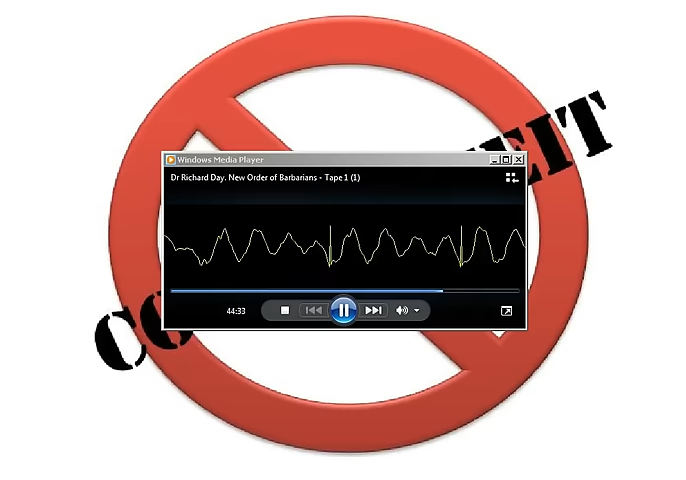 Windows Media Player
Dr Richard Day. New Order of Barbarians - Tape 1 (1)
44:33